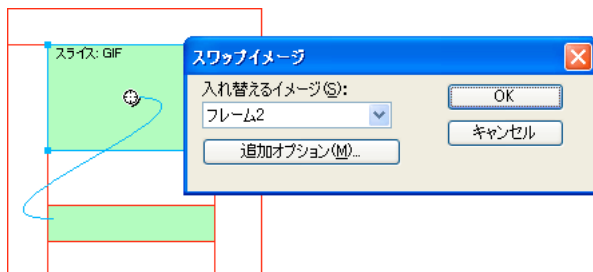 スライス: GIF
スワップイメージ
入れ替えるイメージ(S):
フレーム2
追加オプション(M)...
OK
キャンセル